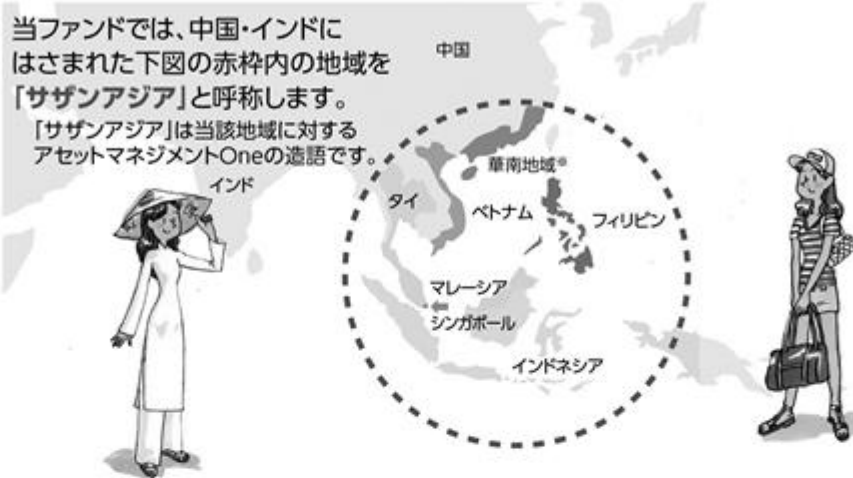 当ファンドでは、中国・インドに
はさまれた下図の赤枠内の地域を
「サザンアジア」と呼称します。
「サザンアジア」は当該地域に対する
アセットマネジメントOneの造語です。
中国
インド
華南地域
タイ
ベトナム
フィリピン
マレーシア
シンガポール
インドネシア